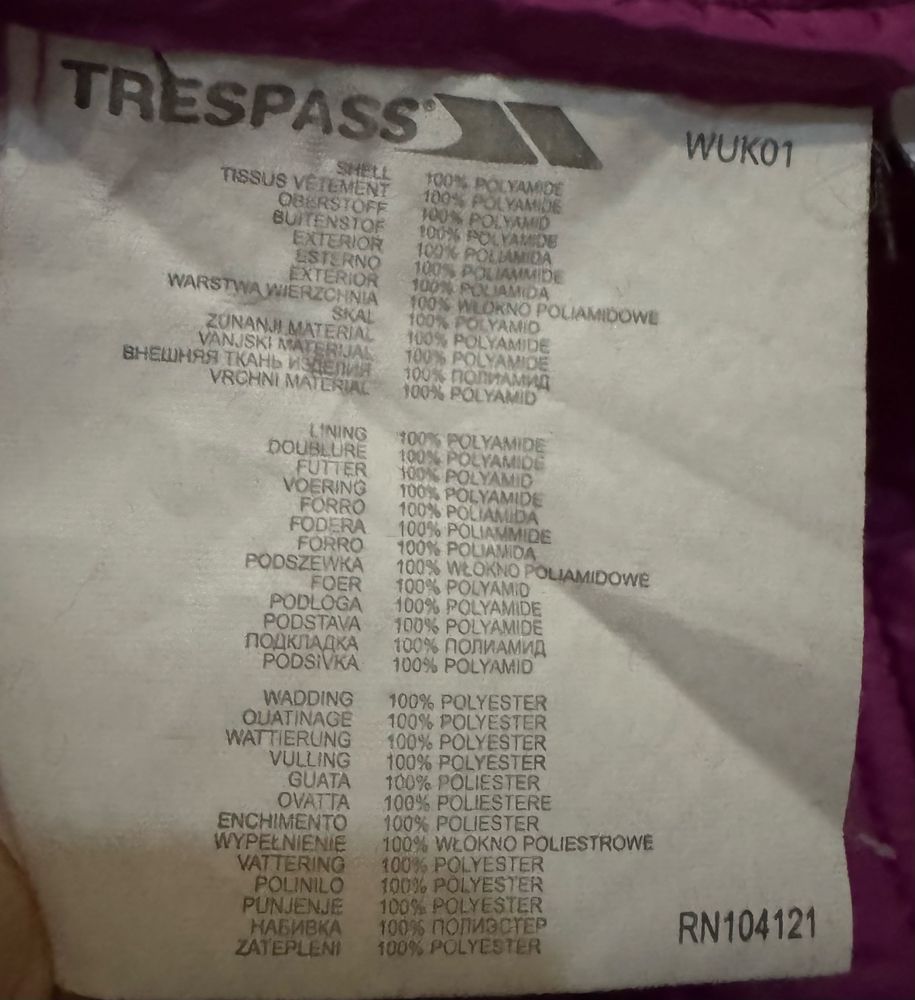 TRESPASS®
WUK01
SHELL 100% POLYAMIDE
TISSUS VÊTEMENT 100% POLYAMIDE
OBERSTOFF 100% POLYAMID
BUITENSTOF 100% POLYAMIDE
EXTERIOR 100% POLIAMIDA
ESTERNO 100% POLIAMMIDE
EXTERIOR 100% POLIAMIDA
WARSTWA WIERZCHNIA 100% WŁOKNO POLIAMIDOWE
SKAL 100% POLYAMID
ZUNANJI MATERIAL 100% POLYAMIDE
VANJSKI MATERIJAL 100% POLYAMIDE
ВНЕШНЯЯ ТКАНЬ ИЗДЕЛИЯ 100% ПОЛИАМИД
VRCHNI MATERIAL 100% POLYAMID
LINING 100% POLYAMIDE
DOUBLURE 100% POLYAMIDE
FUTTER 100% POLYAMID
VOERING 100% POLYAMIDE
FORRO 100% POLIAMIDA
FODERA 100% POLIAMMIDE
FORRO 100% POLIAMIDA
PODSZEWKA 100% WŁOKNO POLIAMIDOWE
FOER 100% POLYAMID
PODLOGA 100% POLYAMIDE
PODSTAVA 100% POLYAMIDE
ПОДКЛАДКА 100% ПОЛИАМИД
PODSIVKA 100% POLYAMID
WADDING 100% POLYESTER
OUATINAGE 100% POLYESTER
WATTIERUNG 100% POLYESTER
VULLING 100% POLYESTER
GUATA 100% POLIESTER
OVATTA 100% POLIESTERE
ENCHIMENTO 100% POLIESTER
WYPEŁNIENIE 100% WŁOKNO POLIESTROWE
VATTERING 100% POLYESTER
POLINILO 100% POLYESTER
PUNJENJE 100% POLYESTER
НАБИВКА 100% ПОЛИЭСТЕР
ZATEPLENI 100% POLYESTER
RN104121